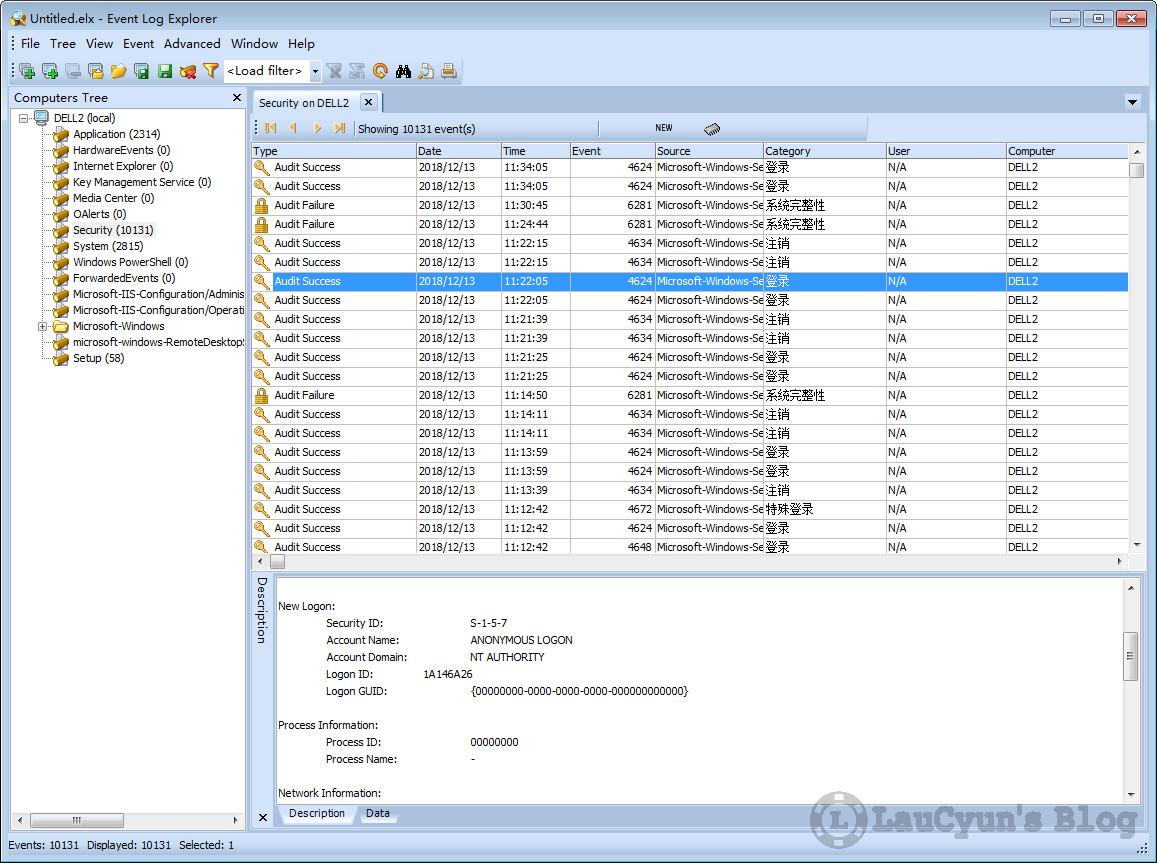 Untitled.elx - Event Log Explorer
File Tree View Event Advanced Window Help
<Load filter>
Computers Tree
DELL2 (local)
Application (2314)
HardwareEvents (0)
Internet Explorer (0)
Key Management Service (0)
Media Center (0)
OAlerts (0)
Security (10131)
System (2815)
Windows PowerShell (0)
ForwardedEvents (0)
Microsoft-IIS-Configuration/Adminis
Microsoft-IIS-Configuration/Operati
Microsoft-Windows
microsoft-windows-RemoteDesktop
Setup (58)
Security on DELL2
Showing 10131 event(s) NEW
Type Date Time Event Source Category User Computer
Audit Success 2018/12/13 11:34:05 4624 Microsoft-Windows-Se 登录 N/A DELL2
Audit Success 2018/12/13 11:34:05 4624 Microsoft-Windows-Se 登录 N/A DELL2
Audit Failure 2018/12/13 11:30:45 6281 Microsoft-Windows-Se 系统完整性 N/A DELL2
Audit Failure 2018/12/13 11:24:44 6281 Microsoft-Windows-Se 系统完整性 N/A DELL2
Audit Success 2018/12/13 11:22:15 4634 Microsoft-Windows-Se 注销 N/A DELL2
Audit Success 2018/12/13 11:22:15 4634 Microsoft-Windows-Se 注销 N/A DELL2
Audit Success 2018/12/13 11:22:05 4624 Microsoft-Windows-Se 登录 N/A DELL2
Audit Success 2018/12/13 11:22:05 4624 Microsoft-Windows-Se 登录 N/A DELL2
Audit Success 2018/12/13 11:21:39 4634 Microsoft-Windows-Se 注销 N/A DELL2
Audit Success 2018/12/13 11:21:39 4634 Microsoft-Windows-Se 注销 N/A DELL2
Audit Success 2018/12/13 11:21:25 4624 Microsoft-Windows-Se 登录 N/A DELL2
Audit Success 2018/12/13 11:21:25 4624 Microsoft-Windows-Se 登录 N/A DELL2
Audit Failure 2018/12/13 11:14:50 6281 Microsoft-Windows-Se 系统完整性 N/A DELL2
Audit Success 2018/12/13 11:14:11 4634 Microsoft-Windows-Se 注销 N/A DELL2
Audit Success 2018/12/13 11:14:11 4634 Microsoft-Windows-Se 注销 N/A DELL2
Audit Success 2018/12/13 11:13:59 4624 Microsoft-Windows-Se 登录 N/A DELL2
Audit Success 2018/12/13 11:13:59 4624 Microsoft-Windows-Se 登录 N/A DELL2
Audit Success 2018/12/13 11:13:39 4634 Microsoft-Windows-Se 注销 N/A DELL2
Audit Success 2018/12/13 11:12:42 4672 Microsoft-Windows-Se 特殊登录 N/A DELL2
Audit Success 2018/12/13 11:12:42 4624 Microsoft-Windows-Se 登录 N/A DELL2
Audit Success 2018/12/13 11:12:42 4648 Microsoft-Windows-Se 登录 N/A DELL2
Description
New Logon:
Security ID: S-1-5-7
Account Name: ANONYMOUS LOGON
Account Domain: NT AUTHORITY
Logon ID: 1A146A26
Logon GUID: {00000000-0000-0000-0000-000000000000}
Process Information:
Process ID: 00000000
Process Name: -
Network Information:
Description Data
L LauCyun's Blog
Events: 10131 Displayed: 10131 Selected: 1